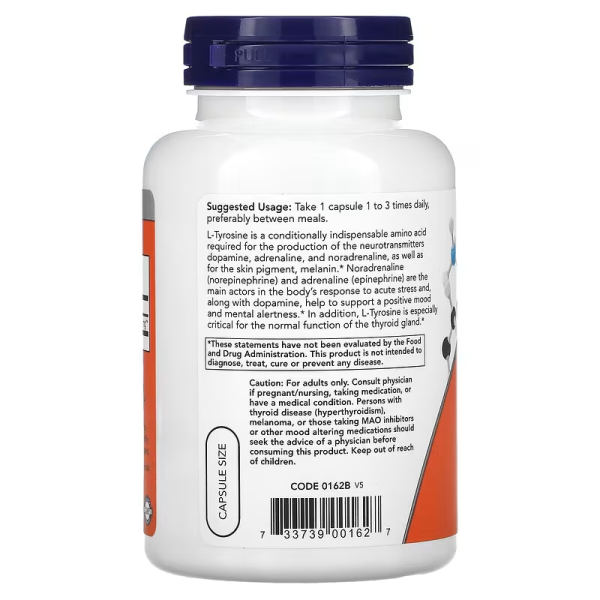 PUSH
Suggested Usage: Take 1 capsule 1 to 3 times daily,
preferably between meals.
L-Tyrosine is a conditionally indispensable amino acid
required for the production of the neurotransmitters
dopamine, adrenaline, and noradrenaline, as well as
for the skin pigment, melanin.* Noradrenaline
(norepinephrine) and adrenaline (epinephrine) are the
main actors in the body's response to acute stress and,
along with dopamine, help to support a positive mood
and mental alertness.* In addition, L-Tyrosine is especially
critical for the normal function of the thyroid gland.*
*These statements have not been evaluated by the Food
and Drug Administration. This product is not intended to
diagnose, treat, cure or prevent any disease.
Caution: For adults only. Consult physician
if pregnant/nursing, taking medication, or
have a medical condition. Persons with
thyroid disease (hyperthyroidism),
melanoma, or those taking MAO inhibitors
or other mood altering medications should
seek the advice of a physician before
consuming this product. Keep out of reach
of children.
CAPSULE SIZE
CODE 0162B V5
7 33739 00162 7